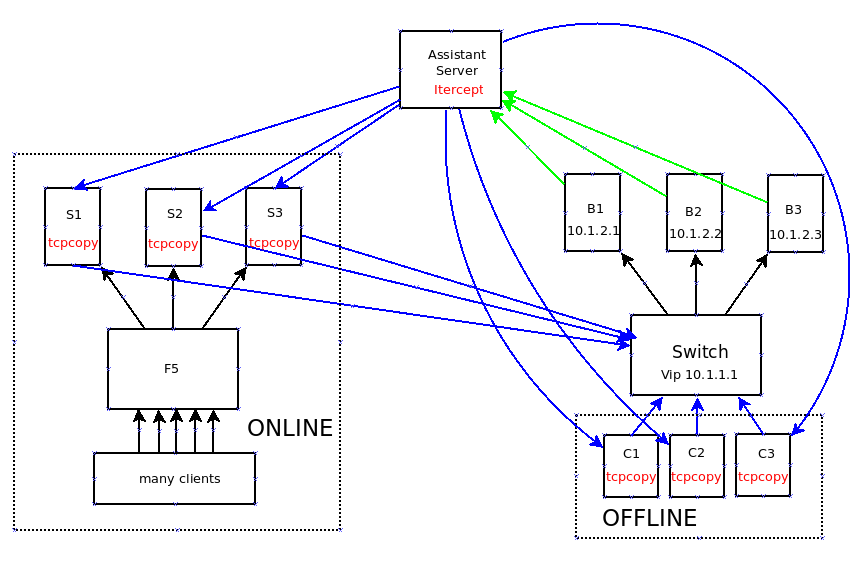 Assistant
Server
Itercept
S1
tcpcopy
S2
tcpcopy
S3
tcpcopy
B1
10.1.2.1
B2
10.1.2.2
B3
10.1.2.3
F5
Switch
Vip 10.1.1.1
ONLINE
many clients
C1
tcpcopy
C2
tcpcopy
C3
tcpcopy
OFFLINE